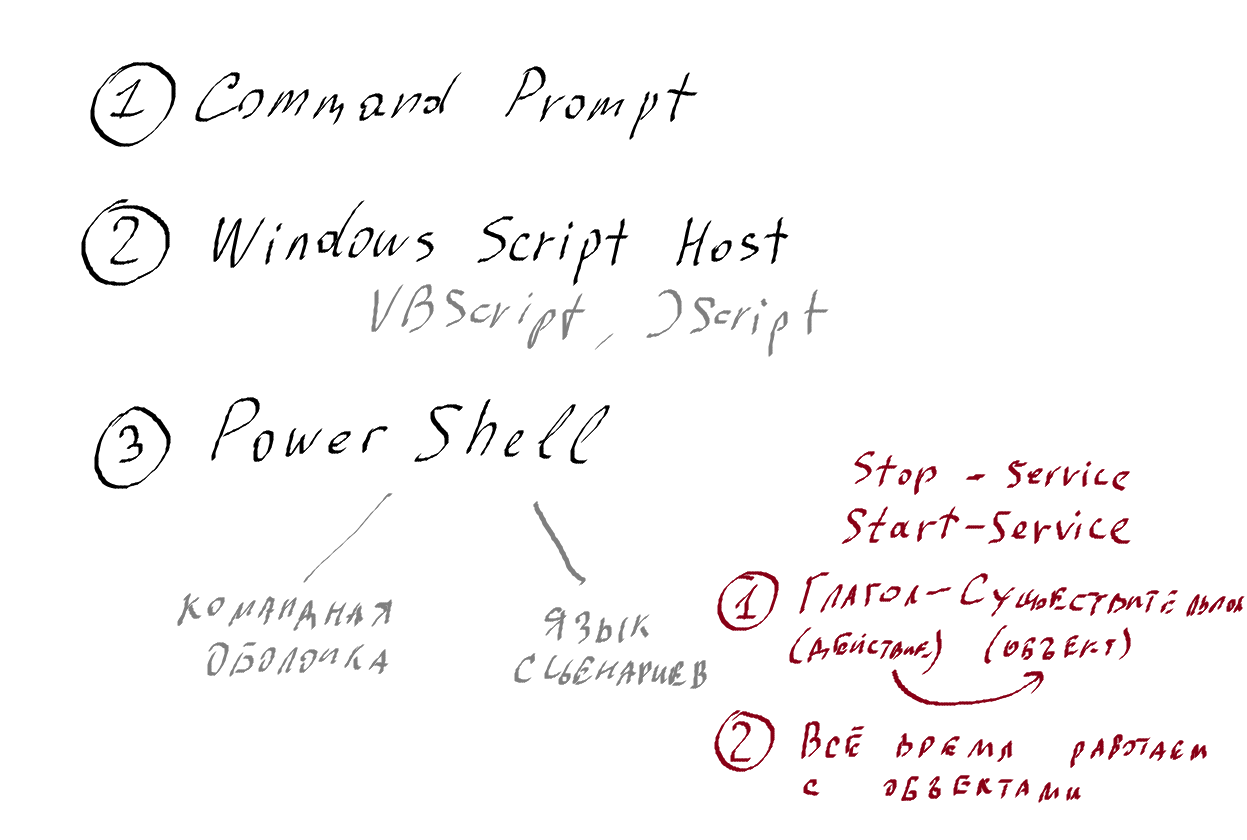 1 Command Prompt
2 Windows Script Host
VBScript, JScript
3 Power Shell
КОМАНДНАЯ
ОБОЛОЧКА
ЯЗЫК
СЦЕНАРИЕВ
Stop - Service
Start-Service
1 Глагол-Существительное
(действие) (объект)
2 Всё время работаем
с объектами